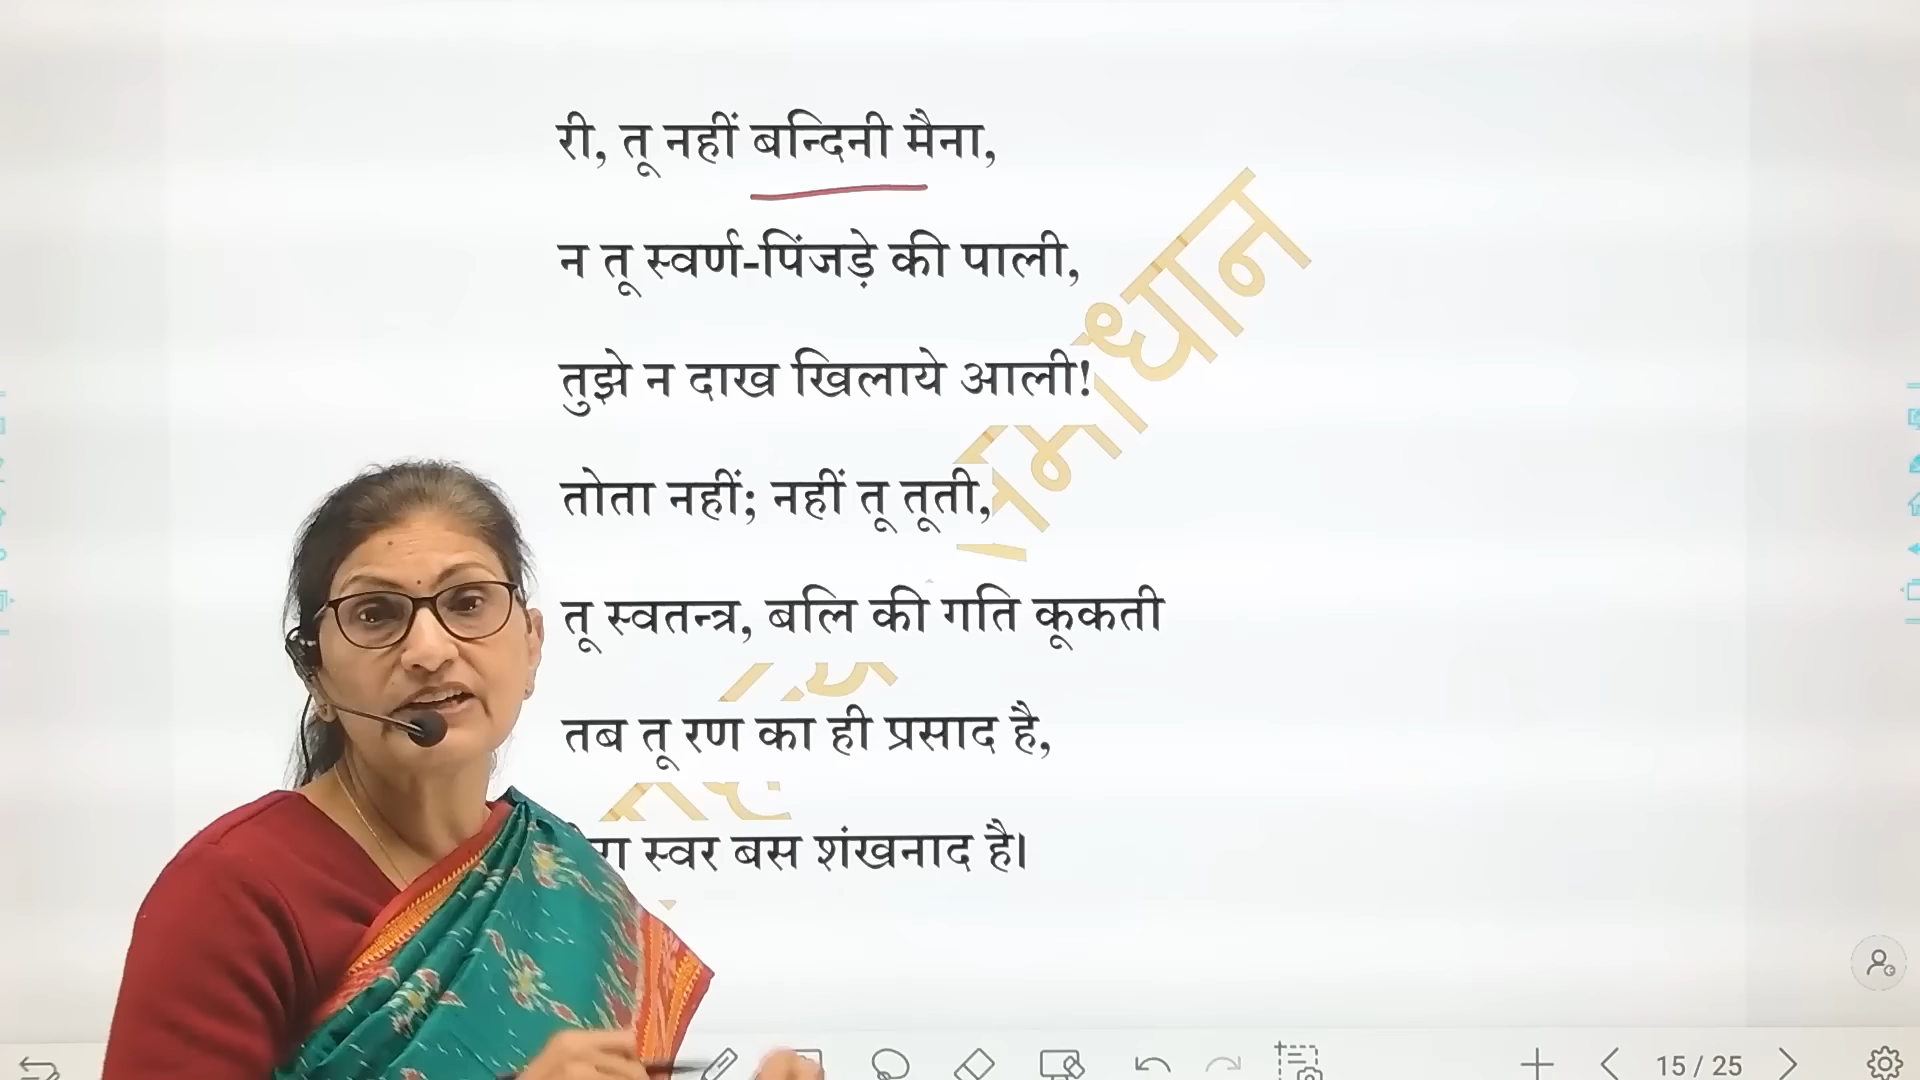 री, तू नहीं बन्दिनी मैना,
न तू स्वर्ण-पिंजड़े की पाली,
तुझे न दाख खिलाये आली!
तोता नहीं; नहीं तू तूती,
तू स्वतन्त्र, बलि की गति कूकती
तब तू रण का ही प्रसाद है,
स्वर बस शंखनाद है।
15 / 25